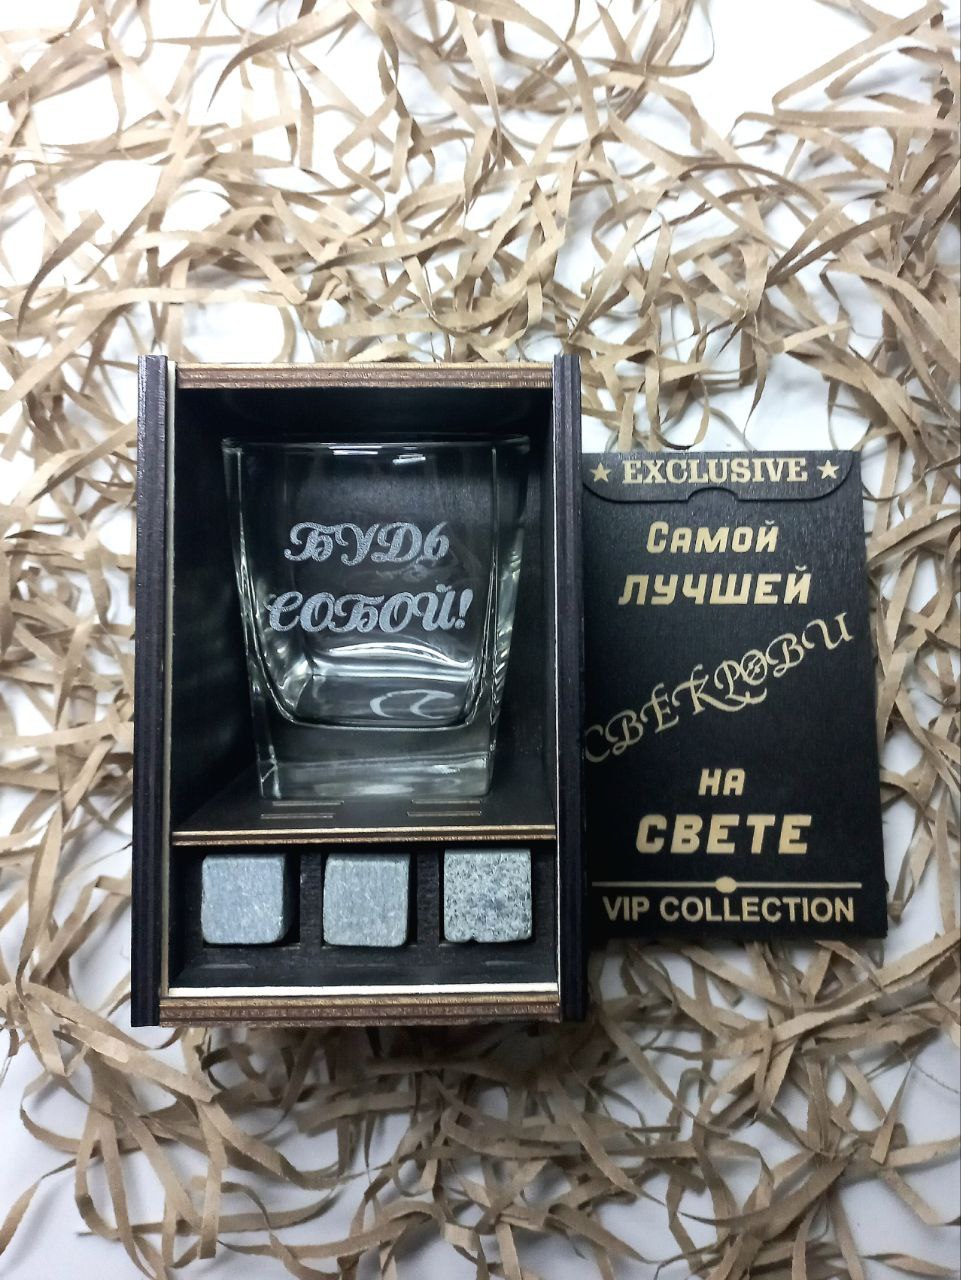 БУДЬ
СОБОЙ!
★ EXCLUSIVE ★
Самой
ЛУЧШЕЙ
СВЕКРОВИ
НА
СВЕТЕ
VIP COLLECTION